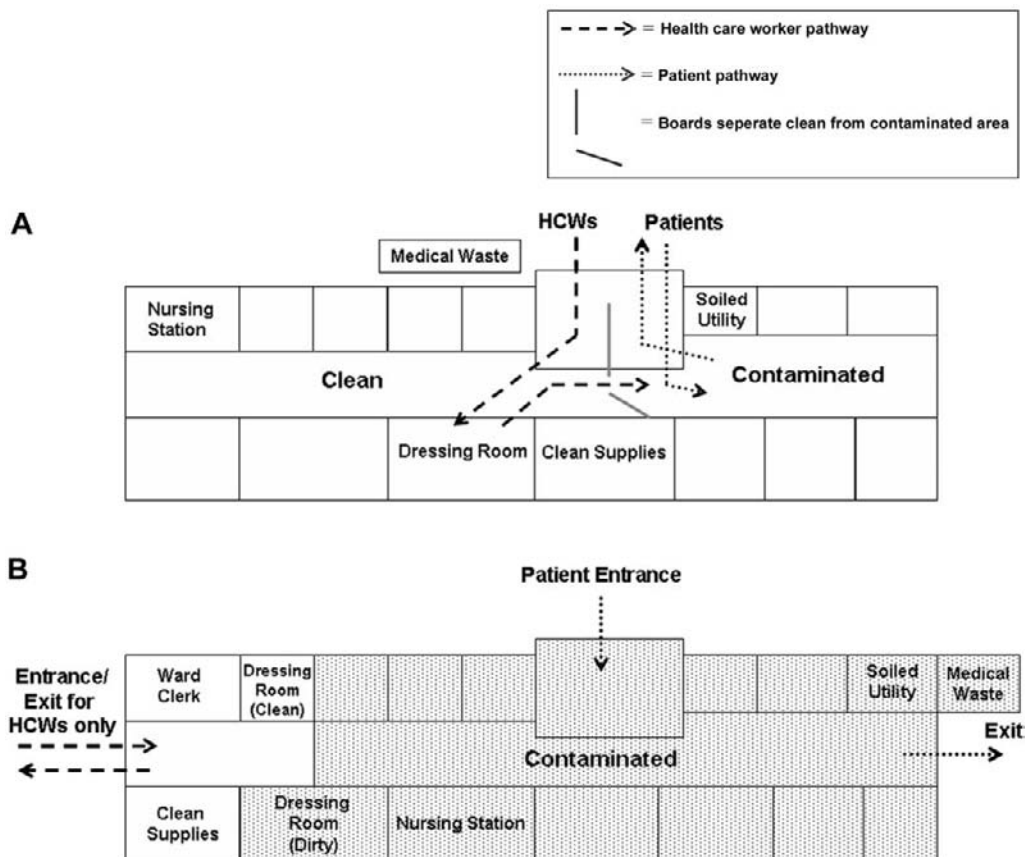 = Health care worker pathway
= Patient pathway
= Boards seperate clean from contaminated area
A
HCWs
Patients
Medical Waste
Nursing
Station
Soiled
Utility
Clean
Contaminated
Dressing Room
Clean Supplies
B
Patient Entrance
Entrance/
Exit for
HCWs only
Ward
Clerk
Dressing
Room
(Clean)
Soiled
Utility
Medical
Waste
Contaminated
Exit:
Clean
Supplies
Dressing
Room
(Dirty)
Nursing Station